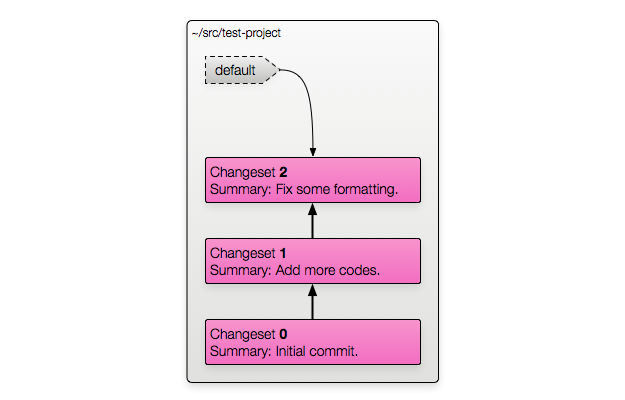 ~/src/test-project
default
Changeset 2
Summary: Fix some formatting.
Changeset 1
Summary: Add more codes.
Changeset 0
Summary: Initial commit.